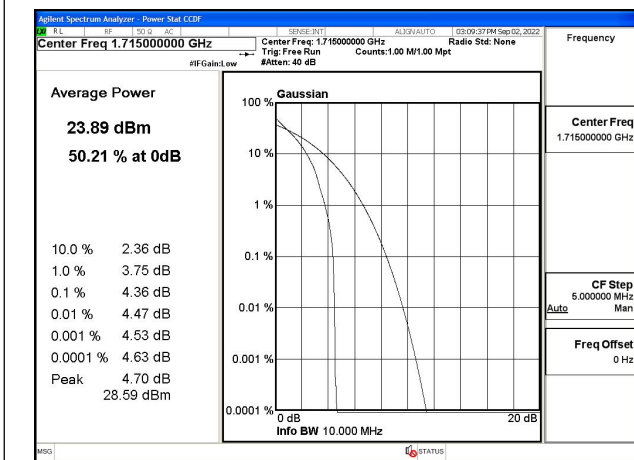 Agilent Spectrum Analyzer - Power Stat CCDF
LXI RL RF 50 Ω AC SENSE:INT ALIGN AUTO 03:09:37 PM Sep 02, 2022
Center Freq 1.715000000 GHz
Center Freq: 1.715000000 GHz Radio Std: None
Trig: Free Run Counts:1.00 M/1.00 Mpt
#IFGain:Low #Atten: 40 dB
Frequency
Average Power
23.89 dBm
50.21 % at 0dB
10.0 % 2.36 dB
1.0 % 3.75 dB
0.1 % 4.36 dB
0.01 % 4.47 dB
0.001 % 4.53 dB
0.0001 % 4.63 dB
Peak 4.70 dB
28.59 dBm
Gaussian
100 %
10 %
1 %
0.1 %
0.01 %
0.001 %
0.0001 %
0 dB 20 dB
Info BW 10.000 MHz
Center Freq
1.715000000 GHz
CF Step
5.000000 MHz
Auto Man
Freq Offset
0 Hz
MSG STATUS